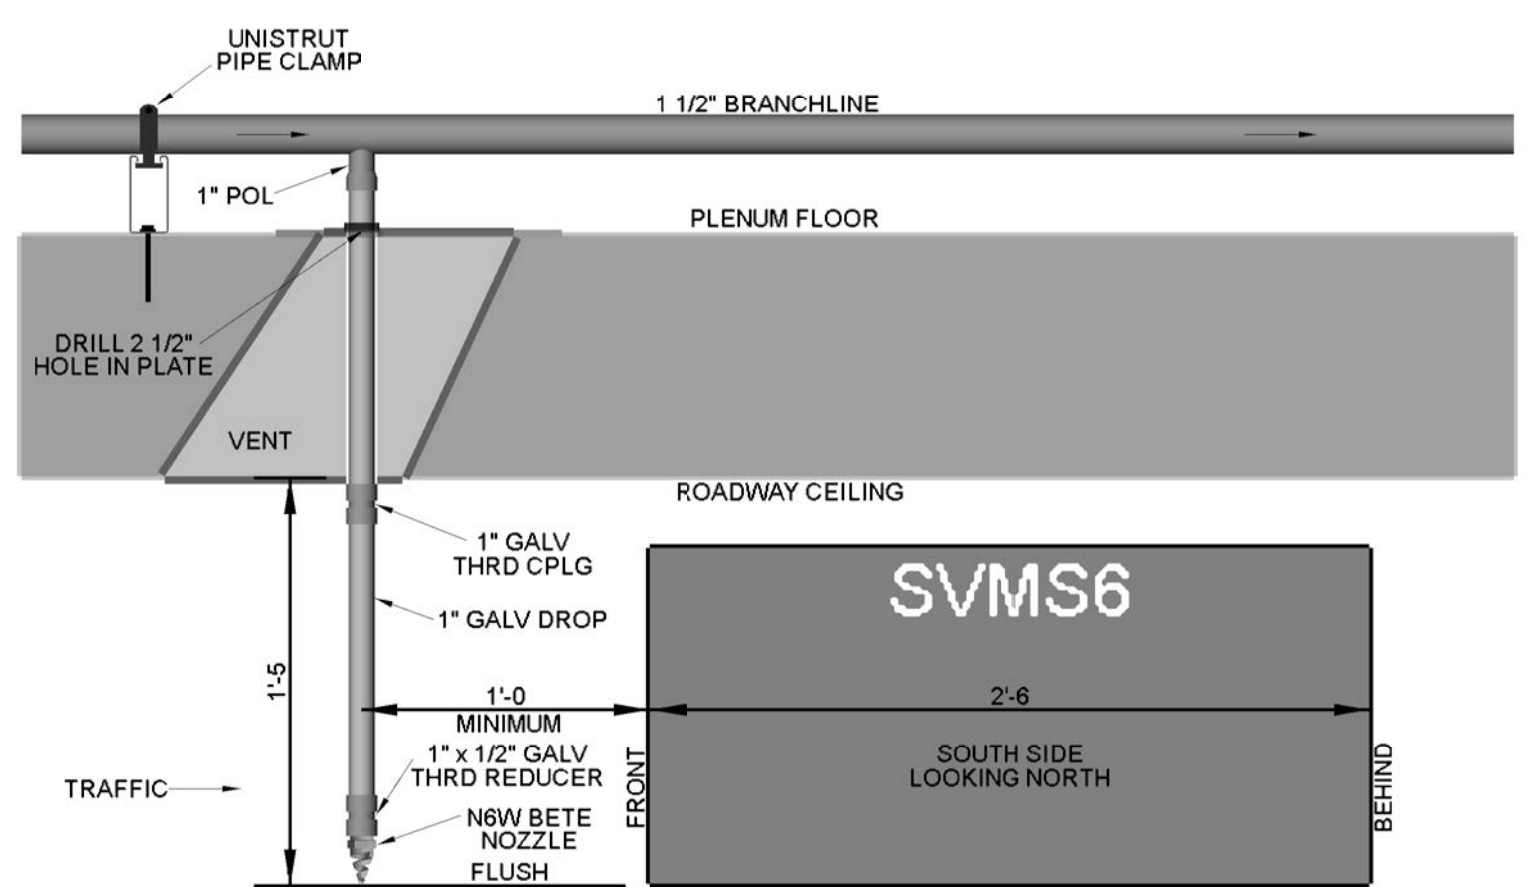 UNISTRUT
PIPE CLAMP
1 1/2" BRANCHLINE
1" POL
PLENUM FLOOR
DRILL 2 1/2"
HOLE IN PLATE
VENT
ROADWAY CEILING
1" GALV
THRD CPLG
SVMS6
1" GALV DROP
1'-5
1'-0
MINIMUM
2'-6
1" x 1/2" GALV
THRD REDUCER
SOUTH SIDE
LOOKING NORTH
FRONT
BEHIND
TRAFFIC
N6W BETE
NOZZLE
FLUSH